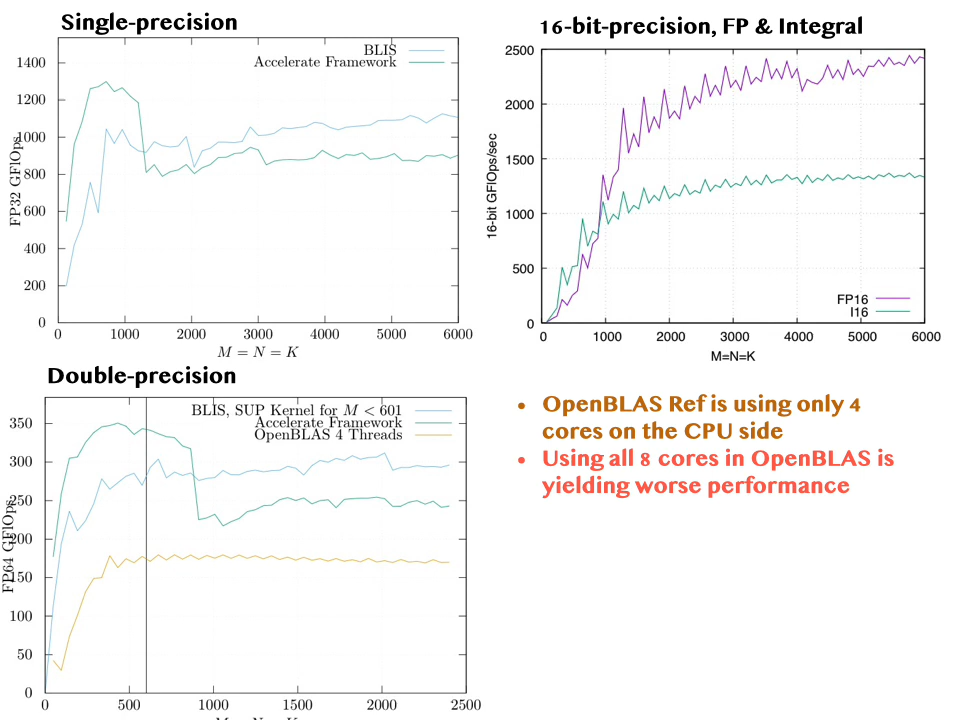 Single-precision
BLIS
Accelerate Framework
FP32 GFlOps
1400
1200
1000
800
600
400
200
0
0 1000 2000 3000 4000 5000 6000
M = N = K
16-bit-precision, FP & Integral
16-bit GFlOps/sec
2500
2000
1500
1000
500
0
FP16
I16
0 1000 2000 3000 4000 5000 6000
M=N=K
Double-precision
BLIS, SUP Kernel for M < 601
Accelerate Framework
OpenBLAS 4 Threads
FP64 GFlOps
350
300
250
200
150
100
50
0
0 500 1000 1500 2000 2500
M = N = K
• OpenBLAS Ref is using only 4
cores on the CPU side
• Using all 8 cores in OpenBLAS is
yielding worse performance